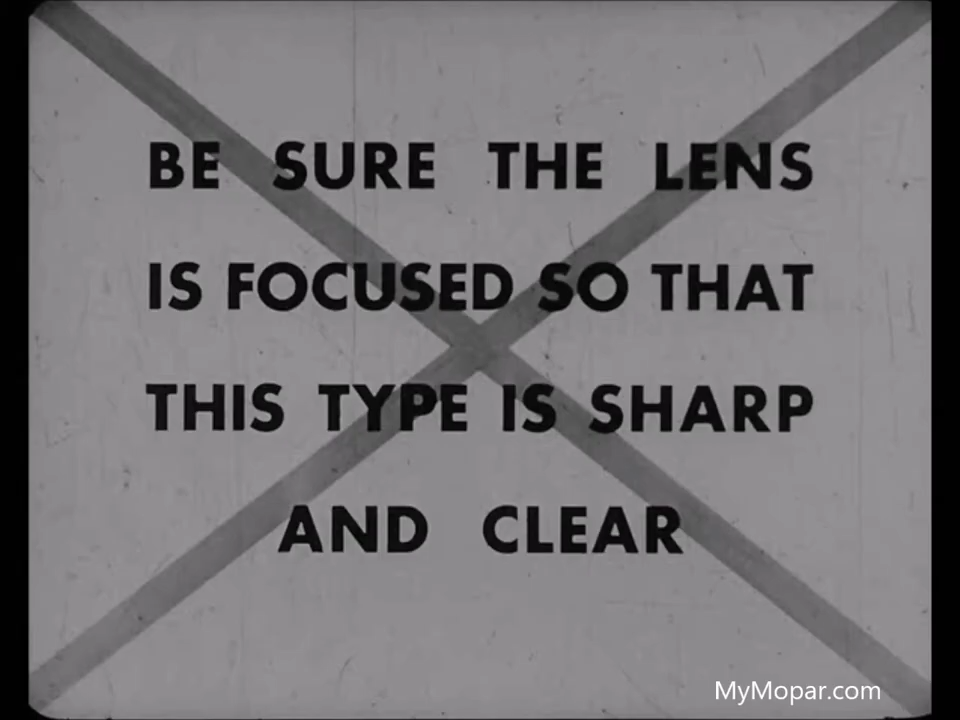 BE SURE THE LENS
IS FOCUSED SO THAT
THIS TYPE IS SHARP
AND CLEAR
MyMopar.com